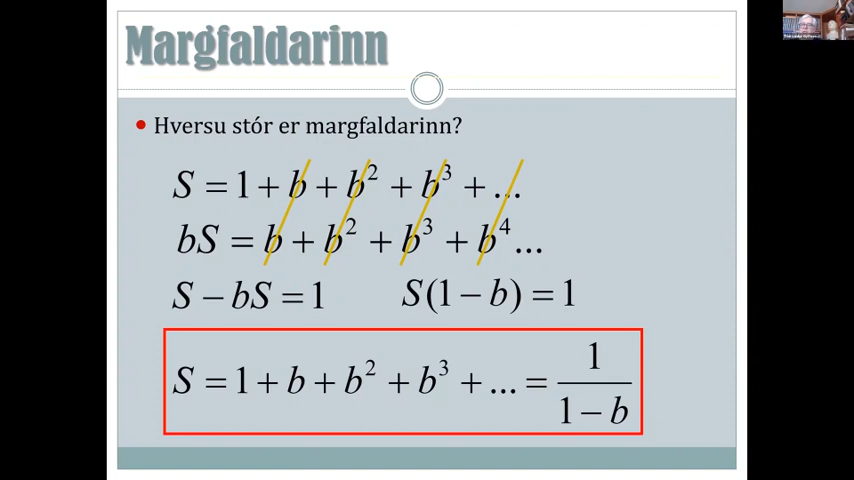 Margfaldarinn
Hversu stór er margfaldarinn?
S = 1 + b + b² + b³ + ...
bS = b + b² + b³ + b⁴ ...
S − bS = 1 S(1 − b) = 1
S = 1 + b + b² + b³ + ... = 1 / (1 − b)